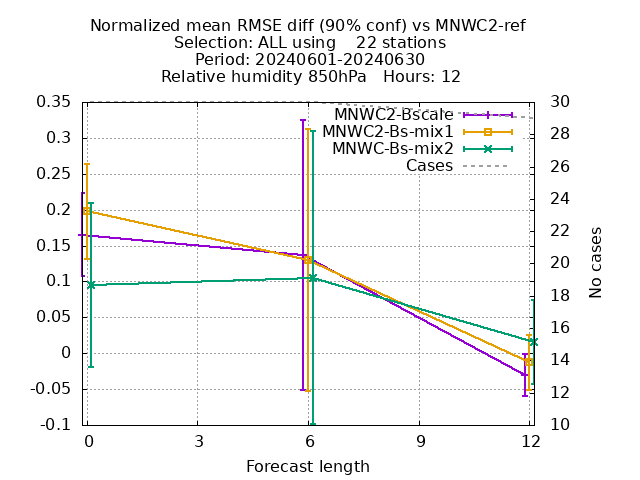 Normalized mean RMSE diff (90% conf) vs MNWC2-ref
Selection: ALL using    22 stations
Period: 20240601-20240630
Relative humidity 850hPa   Hours: 12
MNWC2-Bscale
MNWC2-Bs-mix1
MNWC-Bs-mix2
Cases
0.35
0.3
0.25
0.2
0.15
0.1
0.05
0
-0.05
-0.1
30
28
26
24
22
20
18
16
14
12
10
No cases
0 3 6 9 12
Forecast length